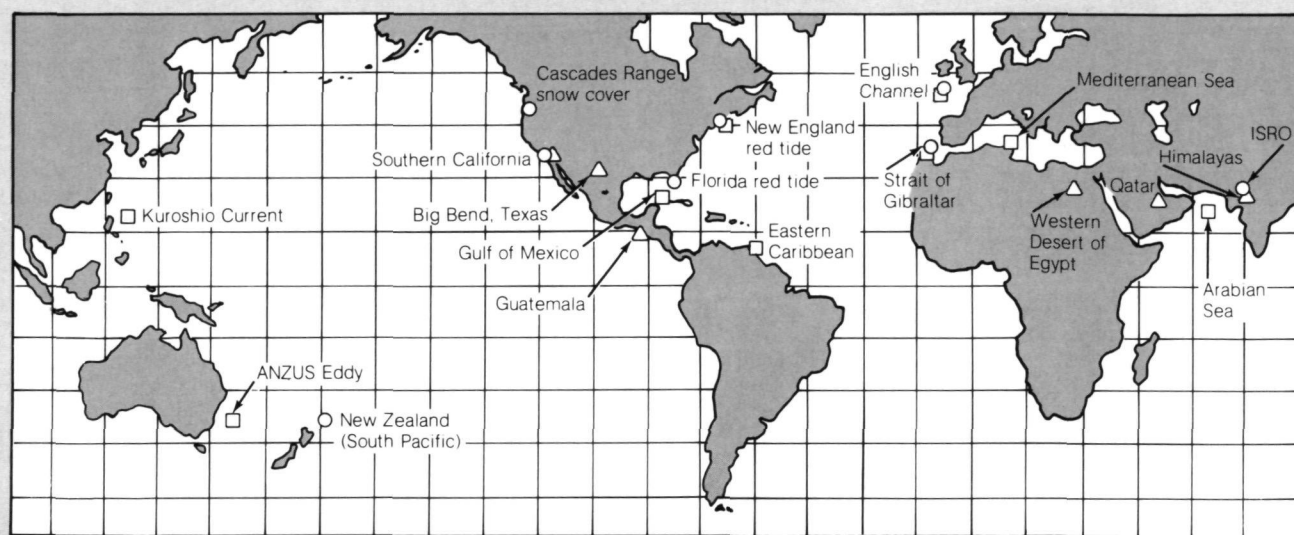 Cascades Range
snow cover
English
Channel
Mediterranean Sea
New England
red tide
ISRO
Southern California
Himalayas
Florida red tide
Strait of
Gibraltar
Qatar
Big Bend, Texas
Kuroshio Current
Western
Desert of
Egypt
Gulf of Mexico
Eastern
Caribbean
Arabian
Sea
Guatemala
ANZUS Eddy
New Zealand
(South Pacific)